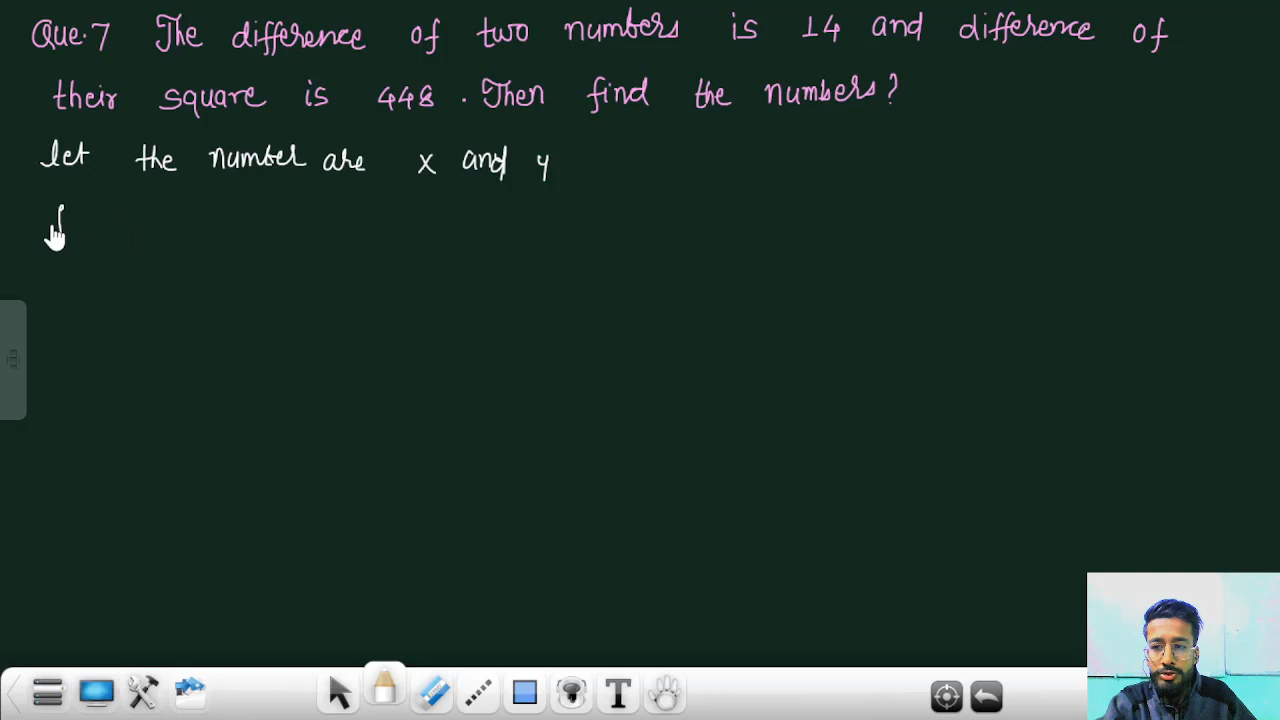 Que.7 The difference of two numbers is 14 and difference of
their square is 448 . Then find the numbers?
let the number are x and y
T